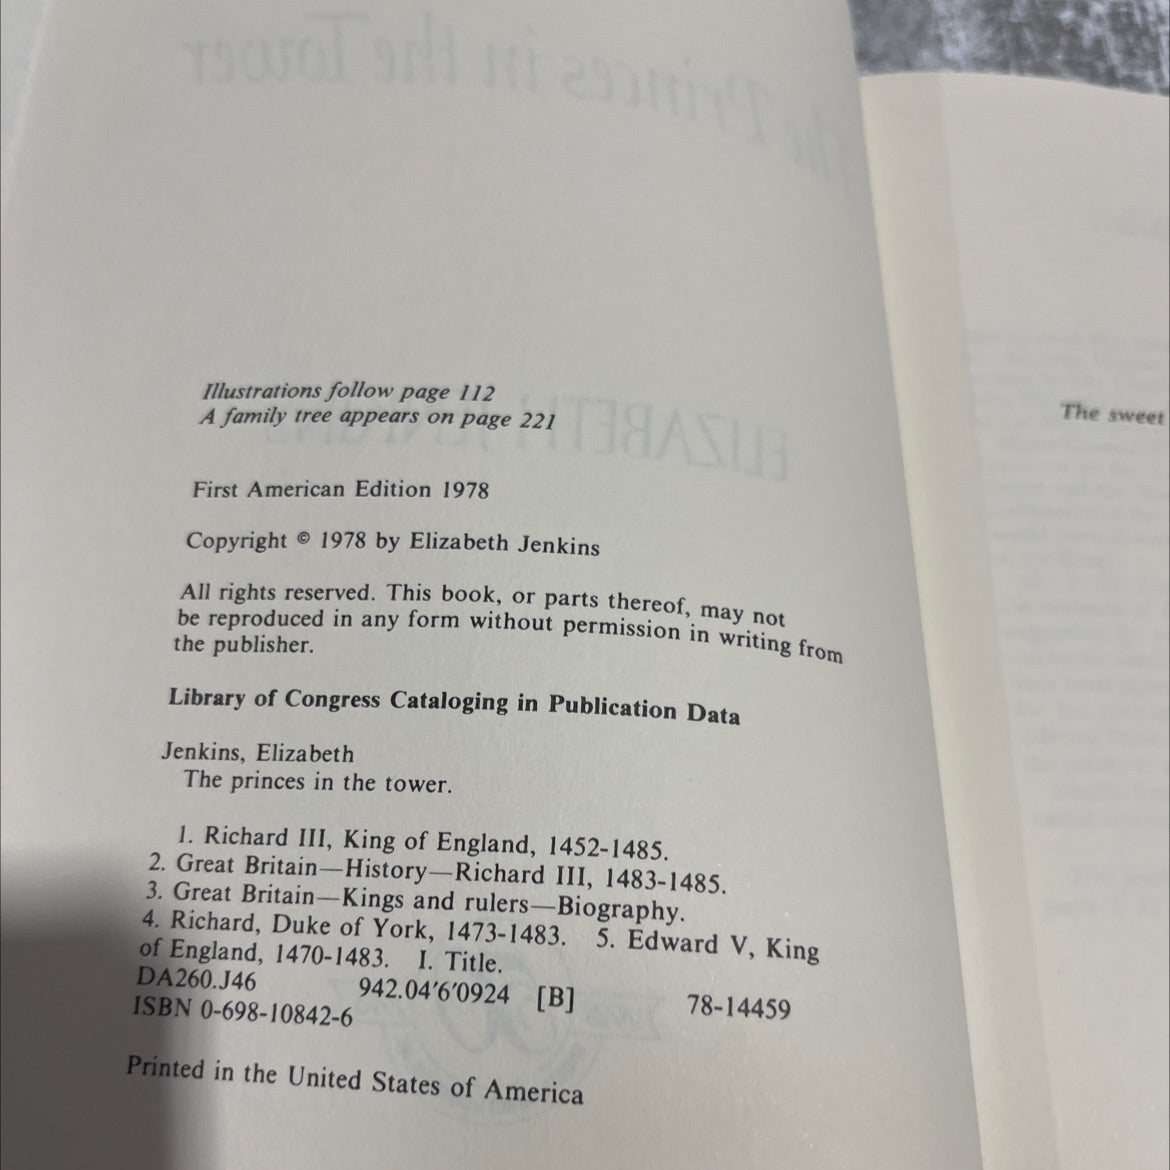 Illustrations follow page 112
A family tree appears on page 221
First American Edition 1978
Copyright © 1978 by Elizabeth Jenkins
All rights reserved. This book, or parts thereof, may not
be reproduced in any form without permission in writing from
the publisher.
Library of Congress Cataloging in Publication Data
Jenkins, Elizabeth
The princes in the tower.
1. Richard III, King of England, 1452-1485.
2. Great Britain—History—Richard III, 1483-1485.
3. Great Britain—Kings and rulers—Biography.
4. Richard, Duke of York, 1473-1483. 5. Edward V, King
of England, 1470-1483. I. Title.
DA260.J46 942.04'6'0924 [B] 78-14459
ISBN 0-698-10842-6
Printed in the United States of America
The sweet